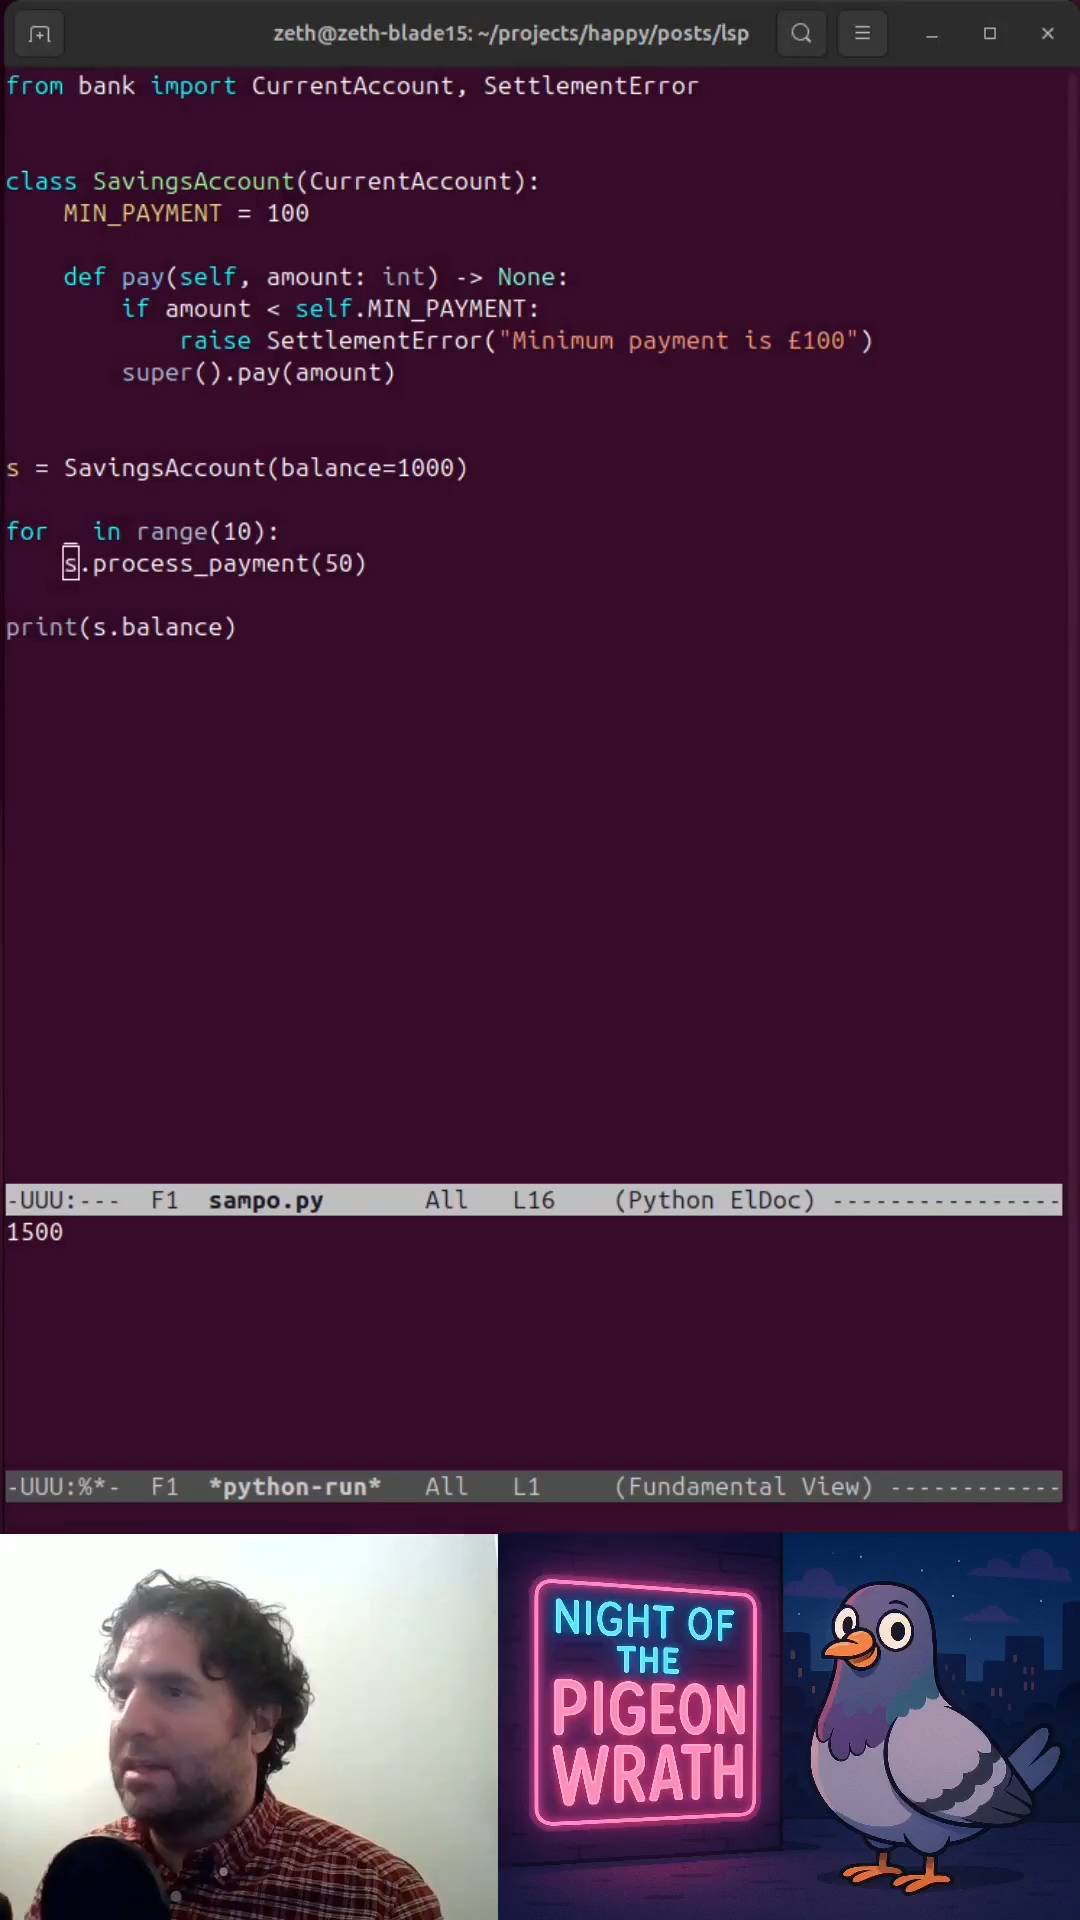 zeth@zeth-blade15: ~/projects/happy/posts/lsp
from bank import CurrentAccount, SettlementError
class SavingsAccount(CurrentAccount):
    MIN_PAYMENT = 100
    def pay(self, amount: int) -> None:
        if amount < self.MIN_PAYMENT:
            raise SettlementError("Minimum payment is £100")
        super().pay(amount)
s = SavingsAccount(balance=1000)
for _ in range(10):
    s.process_payment(50)
print(s.balance)
-UUU:---  F1  sampo.py       All   L16    (Python ElDoc) ----------------
1500
-UUU:%*-  F1  *python-run*   All   L1     (Fundamental View) ------------
NIGHT OF
THE
PIGEON
WRATH